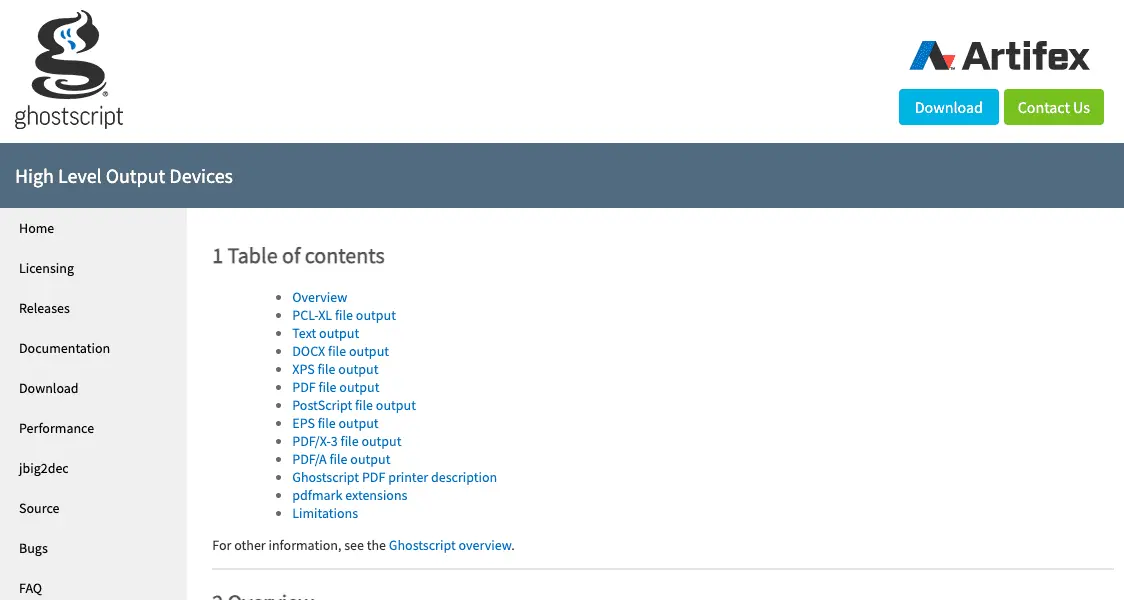 ghostscript
Artifex
Download
Contact Us
High Level Output Devices
Home
Licensing
Releases
Documentation
Download
Performance
jbig2dec
Source
Bugs
FAQ
1 Table of contents
Overview
PCL-XL file output
Text output
DOCX file output
XPS file output
PDF file output
PostScript file output
EPS file output
PDF/X-3 file output
PDF/A file output
Ghostscript PDF printer description
pdfmark extensions
Limitations
For other information, see the Ghostscript overview.
2 Overview